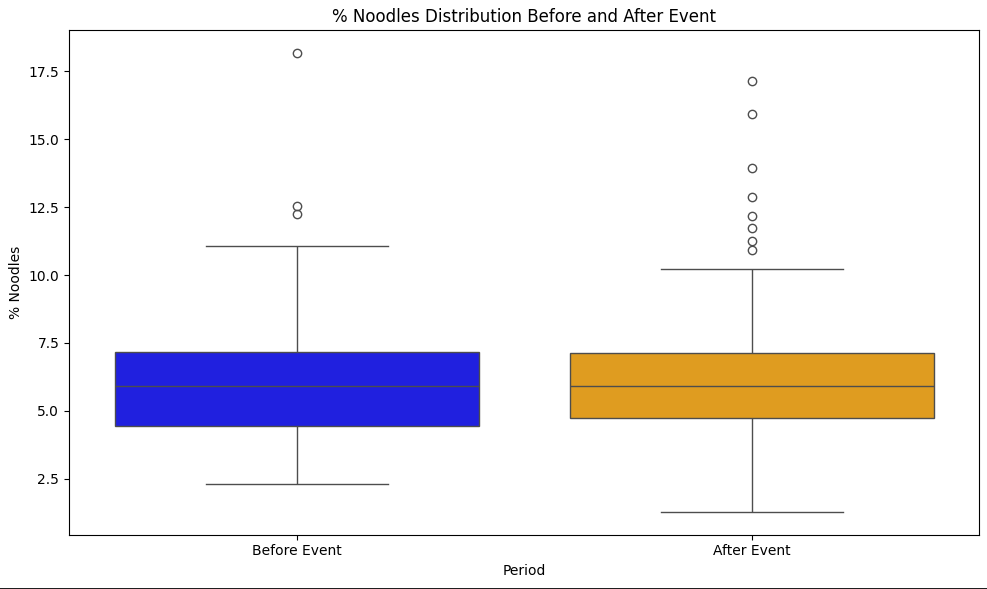 % Noodles Distribution Before and After Event
17.5
15.0
12.5
10.0
7.5
5.0
2.5
% Noodles
Before Event
After Event
Period